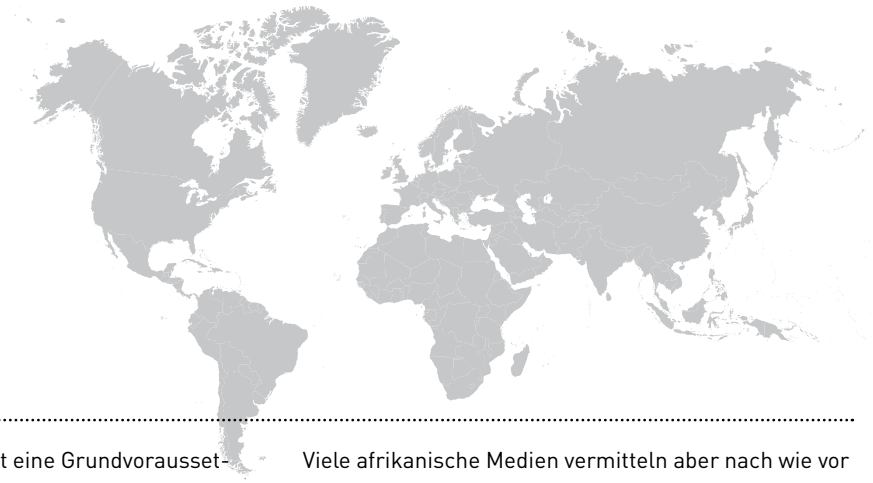 t eine Grundvorausset-
Viele afrikanische Medien vermitteln aber nach wie vor